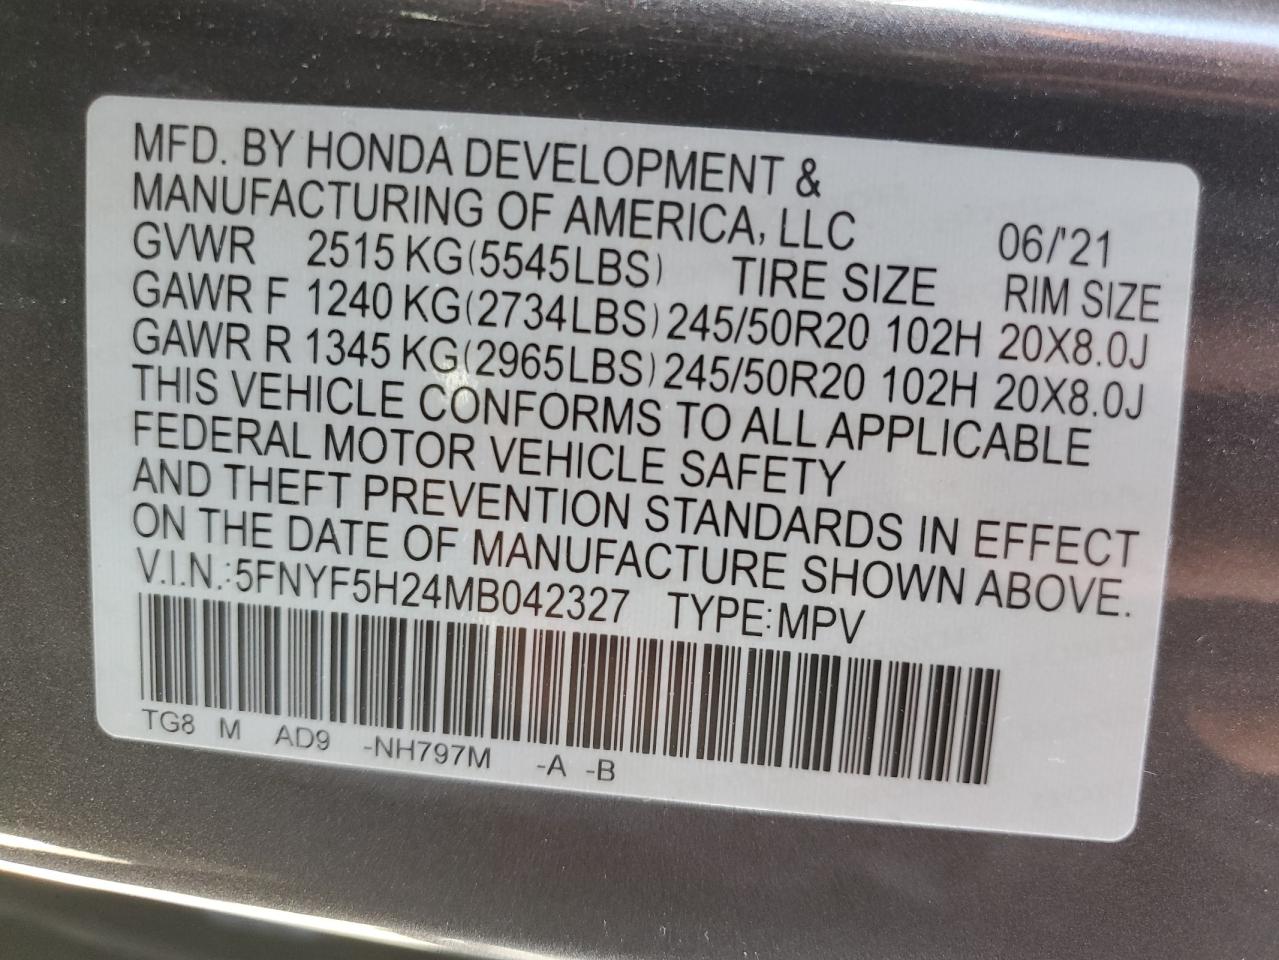 MFD. BY HONDA DEVELOPMENT &
MANUFACTURING OF AMERICA, LLC 06/'21
GVWR 2515 KG(5545LBS) TIRE SIZE RIM SIZE
GAWR F 1240 KG(2734LBS) 245/50R20 102H 20X8.0J
GAWR R 1345 KG(2965LBS) 245/50R20 102H 20X8.0J
THIS VEHICLE CONFORMS TO ALL APPLICABLE
FEDERAL MOTOR VEHICLE SAFETY
AND THEFT PREVENTION STANDARDS IN EFFECT
ON THE DATE OF MANUFACTURE SHOWN ABOVE.
V.I.N.:5FNYF5H24MB042327 TYPE:MPV
TG8 M AD9 -NH797M -A -B